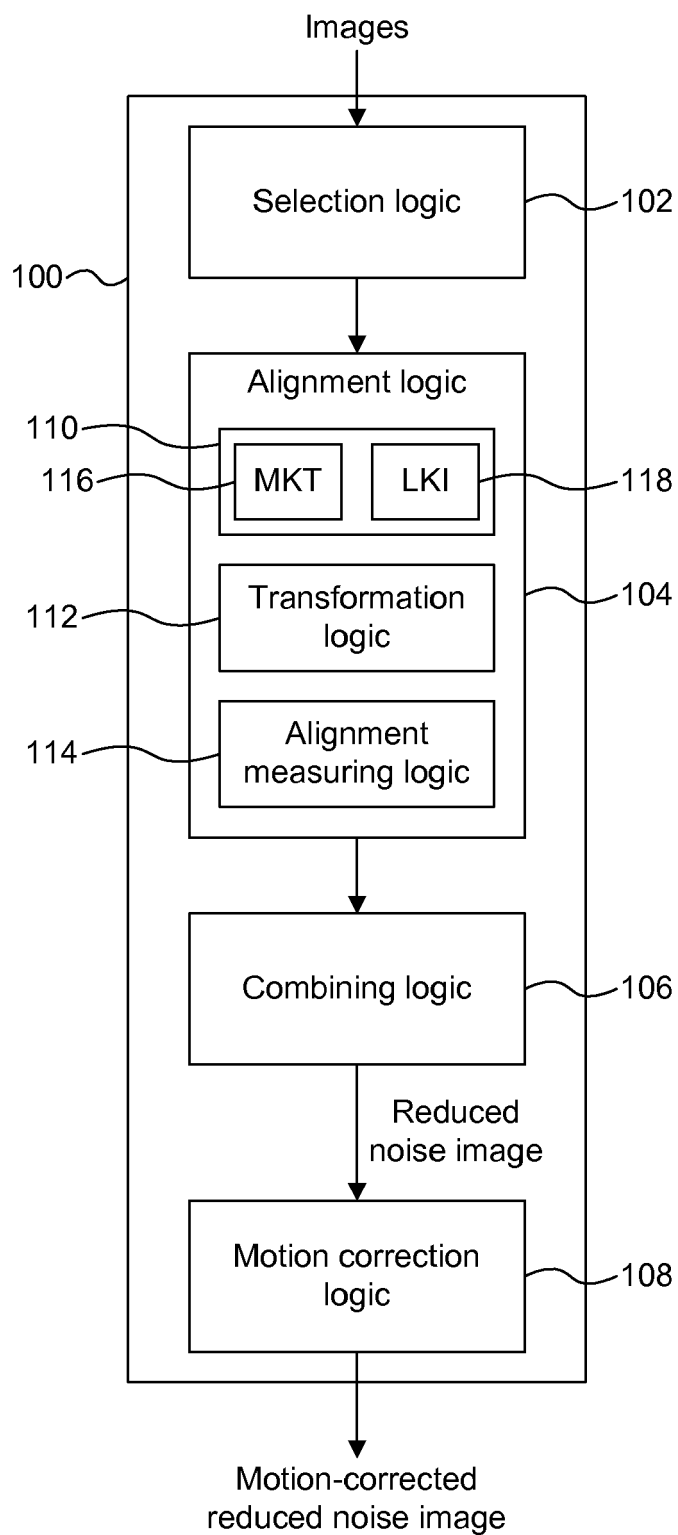 Images
Selection logic
102
100
Alignment logic
110
116
MKT
LKI
118
Transformation
logic
112
104
Alignment
measuring logic
114
Combining logic
106
Reduced
noise image
Motion correction
logic
108
Motion-corrected
reduced noise image